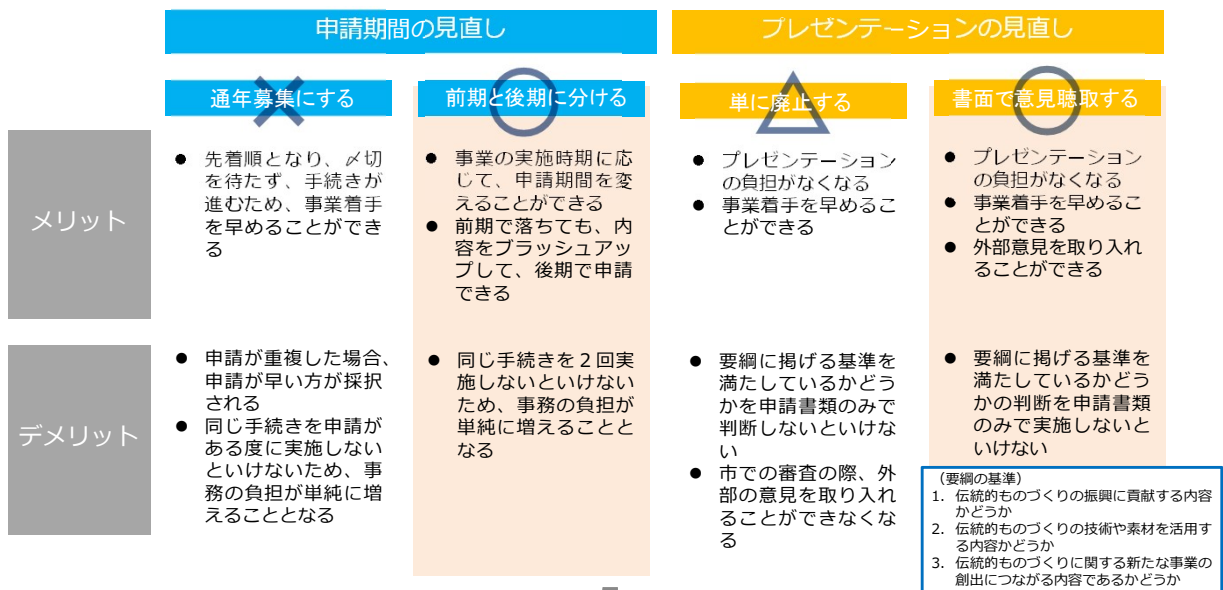 申請期間の見直し
プレゼンテーションの見直し
通年募集にする
前期と後期に分ける
単に廃止する
書面で意見聴取する
メリット
● 先着順となり、〆切
を待たず、手続きが
進むため、事業着手
を早めることができ
る
● 事業の実施時期に応
じて、申請期間を変
えることができる
● 前期で落ちても、内
容をブラッシュアッ
プして、後期で申請
できる
● プレゼンテーション
の負担がなくなる
● 事業着手を早めるこ
とができる
● プレゼンテーション
の負担がなくなる
● 事業着手を早めるこ
とができる
● 外部意見を取り入れ
ることができる
デメリット
● 申請が重複した場合、
申請が早い方が採択
される
● 同じ手続きを申請が
ある度に実施しない
といけないため、事
務の負担が単純に増
えることとなる
● 同じ手続きを２回実
施しないといけない
ため、事務の負担が
単純に増えることと
なる
● 要綱に掲げる基準を
満たしているかどう
かを申請書類のみで
判断しないといけな
い
● 市での審査の際、外
部の意見を取り入れ
ることができなくな
る
● 要綱に掲げる基準を
満たしているかどう
かの判断を申請書類
のみで実施しないと
いけない
（要綱の基準）
1. 伝統的ものづくりの振興に貢献する内容
かどうか
2. 伝統的ものづくりの技術や素材を活用す
る内容かどうか
3. 伝統的ものづくりに関する新たな事業の
創出につながる内容であるかどうか